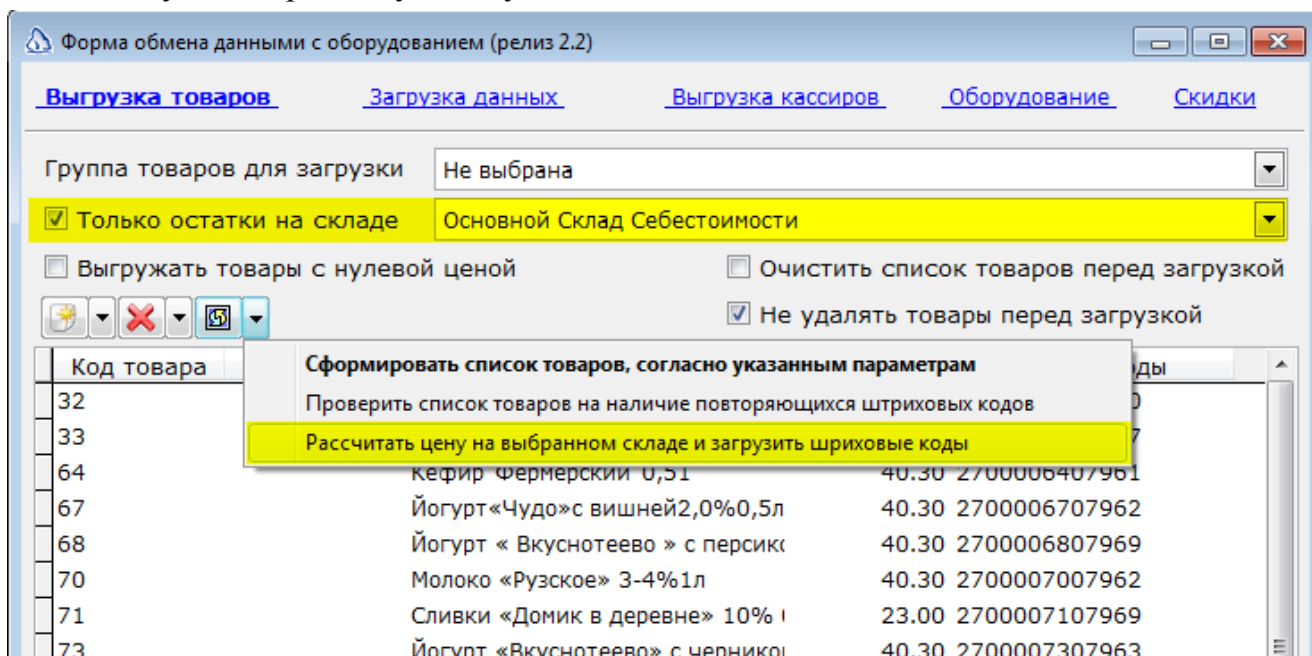 Форма обмена данными с оборудованием (релиз 2.2)
Выгрузка товаров Загрузка данных Выгрузка кассиров Оборудование Скидки
Группа товаров для загрузки Не выбрана
Только остатки на складе Основной Склад Себестоимости
Выгружать товары с нулевой ценой Очистить список товаров перед загрузкой
Не удалять товары перед загрузкой
Код товара
Сформировать список товаров, согласно указанным параметрам
Проверить список товаров на наличие повторяющихся штриховых кодов
Рассчитать цену на выбранном складе и загрузить шриховые коды
32
33
64 Кефир Фермерский 0,5л 40.30 2700006407961
67 Йогурт«Чудо»с вишней2,0%0,5л 40.30 2700006707962
68 Йогурт « Вкуснотеево » с персик 40.30 2700006807969
70 Молоко «Рузское» 3-4%1л 40.30 2700007007962
71 Сливки «Домик в деревне» 10% 23.00 2700007107969
73 Йогурт «Вкуснотеево» с чернико 40.30 2700007307963